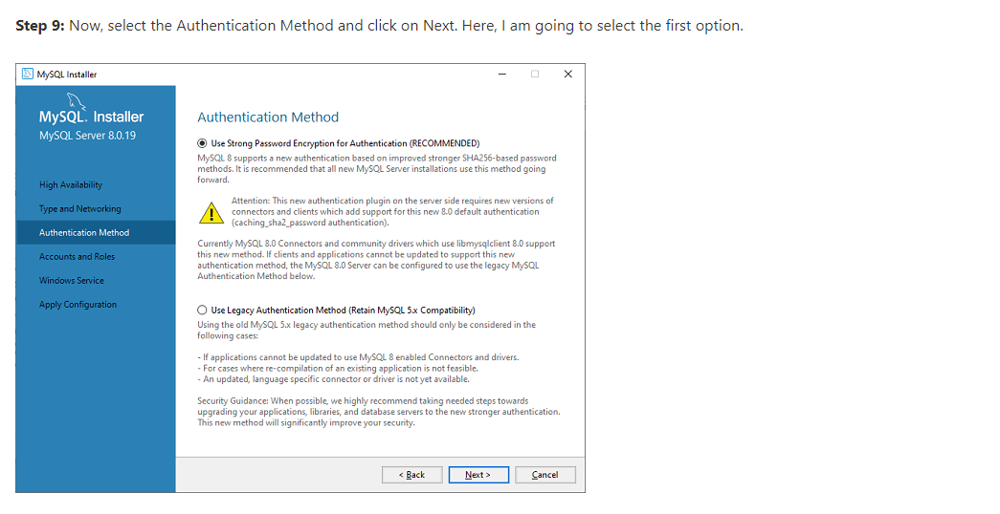 Step 9: Now, select the Authentication Method and click on Next. Here, I am going to select the first option.
MySQL Installer
MySQL. Installer
MySQL Server 8.0.19
High Availability
Type and Networking
Authentication Method
Accounts and Roles
Windows Service
Apply Configuration
Authentication Method
Use Strong Password Encryption for Authentication (RECOMMENDED)
MySQL 8 supports a new authentication based on improved stronger SHA256-based password
methods. It is recommended that all new MySQL Server installations use this method going
forward.
Attention: This new authentication plugin on the server side requires new versions of
connectors and clients which add support for this new 8.0 default authentication
(caching_sha2_password authentication).
Currently MySQL 8.0 Connectors and community drivers which use libmysqlclient 8.0 support
this new method. If clients and applications cannot be updated to support this new
authentication method, the MySQL 8.0 Server can be configured to use the legacy MySQL
Authentication Method below.
Use Legacy Authentication Method (Retain MySQL 5.x Compatibility)
Using the old MySQL 5.x legacy authentication method should only be considered in the
following cases:
- If applications cannot be updated to use MySQL 8 enabled Connectors and drivers.
- For cases where re-compilation of an existing application is not feasible.
- An updated, language specific connector or driver is not yet available.
Security Guidance: When possible, we highly recommend taking needed steps towards
upgrading your applications, libraries, and database servers to the new stronger authentication.
This new method will significantly improve your security.
< Back
Next >
Cancel